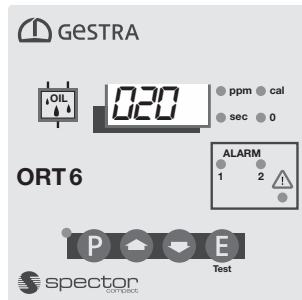 GESTRA
OIL
020
ppm cal
sec 0
ORT 6
ALARM
1 2
P E
Test
spector
compact